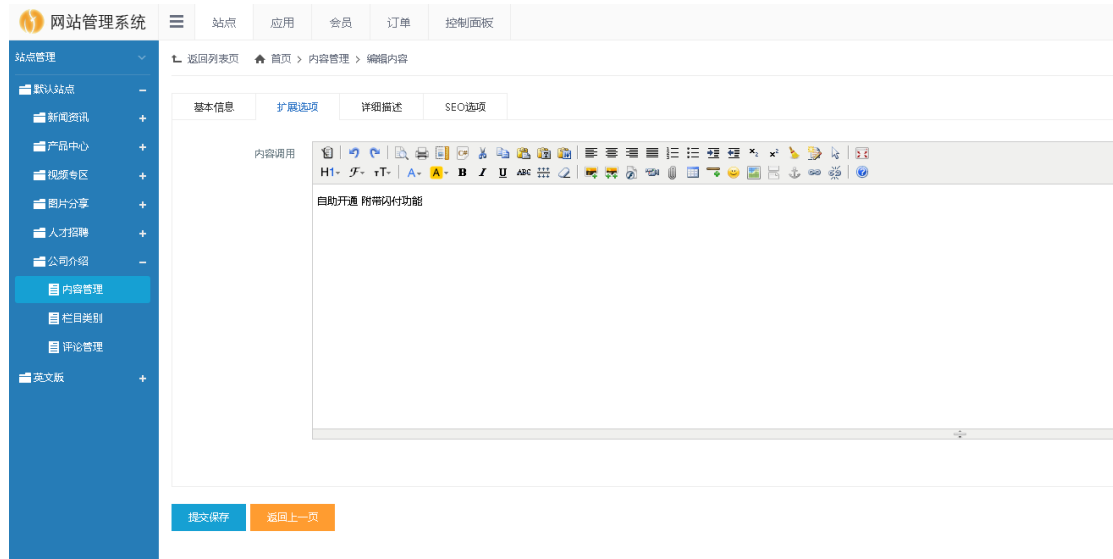 网站管理系统
站点
应用
会员
订单
控制面板
站点管理
返回列表页 首页 > 内容管理 > 编辑内容
默认站点
新闻资讯
产品中心
视频专区
图片分享
人才招聘
公司介绍
内容管理
栏目类别
评论管理
英文版
基本信息
扩展选项
详细描述
SEO选项
内容调用
H1 F TT A A B I U ABC
自助开通 附带闪付功能
提交保存
返回上一页